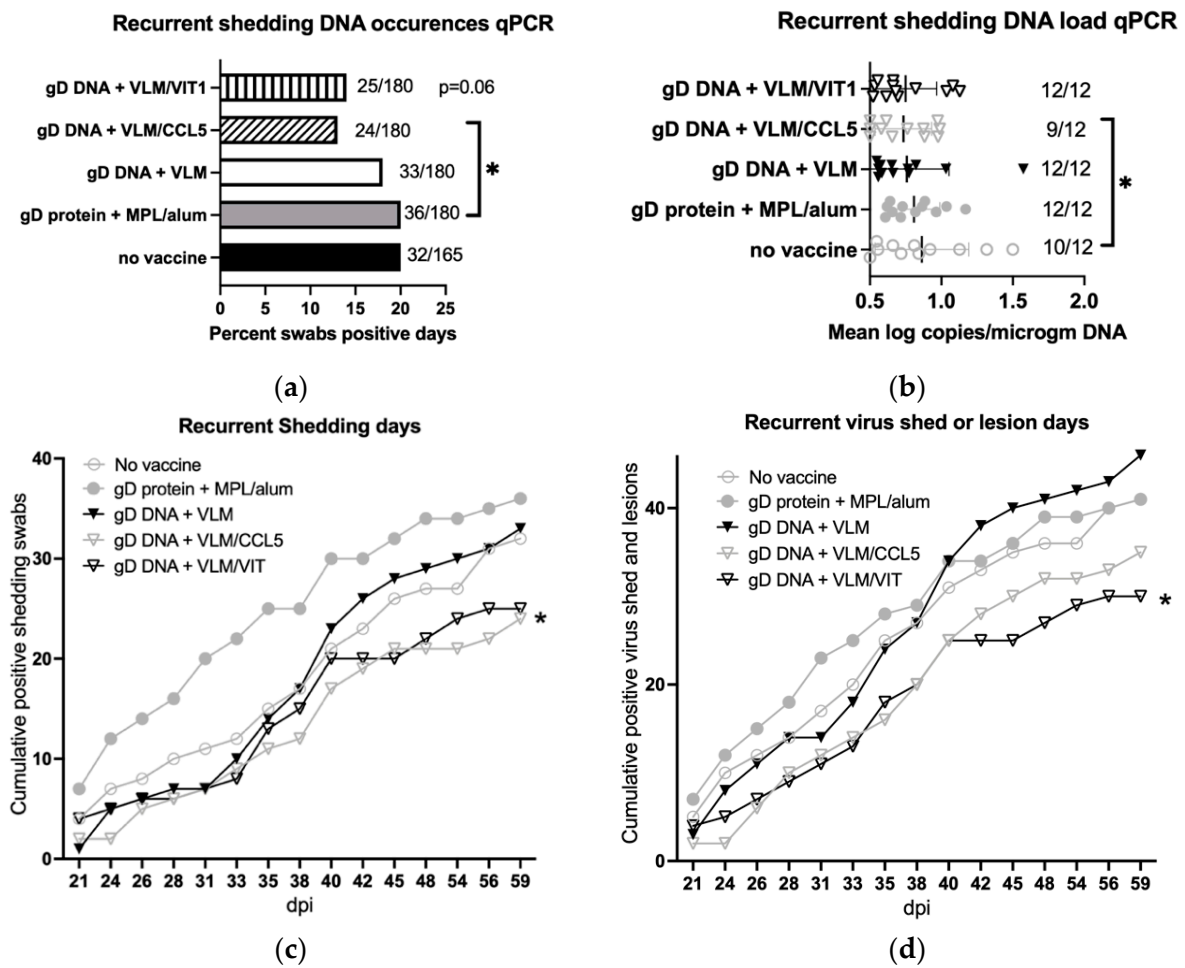 Recurrent shedding DNA occurences qPCR
gD DNA + VLM/VIT1
25/180
p=0.06
gD DNA + VLM/CCL5
24/180
*
gD DNA + VLM
33/180
gD protein + MPL/alum
36/180
no vaccine
32/165
0 5 10 15 20 25
Percent swabs positive days
(a)
Recurrent shedding DNA load qPCR
gD DNA + VLM/VIT1
12/12
gD DNA + VLM/CCL5
9/12
gD DNA + VLM
12/12
*
gD protein + MPL/alum
12/12
no vaccine
10/12
0.5 1.0 1.5 2.0
Mean log copies/microgm DNA
(b)
Recurrent Shedding days
Cumulative positive shedding swabs
40
30
20
10
0
No vaccine
gD protein + MPL/alum
gD DNA + VLM
gD DNA + VLM/CCL5
gD DNA + VLM/VIT
*
21 24 26 28 31 33 35 38 40 42 45 48 54 56 59
dpi
(c)
Recurrent virus shed or lesion days
Cumulative positive virus shed and lesions
40
20
0
No vaccine
gD protein + MPL/alum
gD DNA + VLM
gD DNA + VLM/CCL5
gD DNA + VLM/VIT
*
21 24 26 28 31 33 35 38 40 42 45 48 54 56 59
dpi
(d)